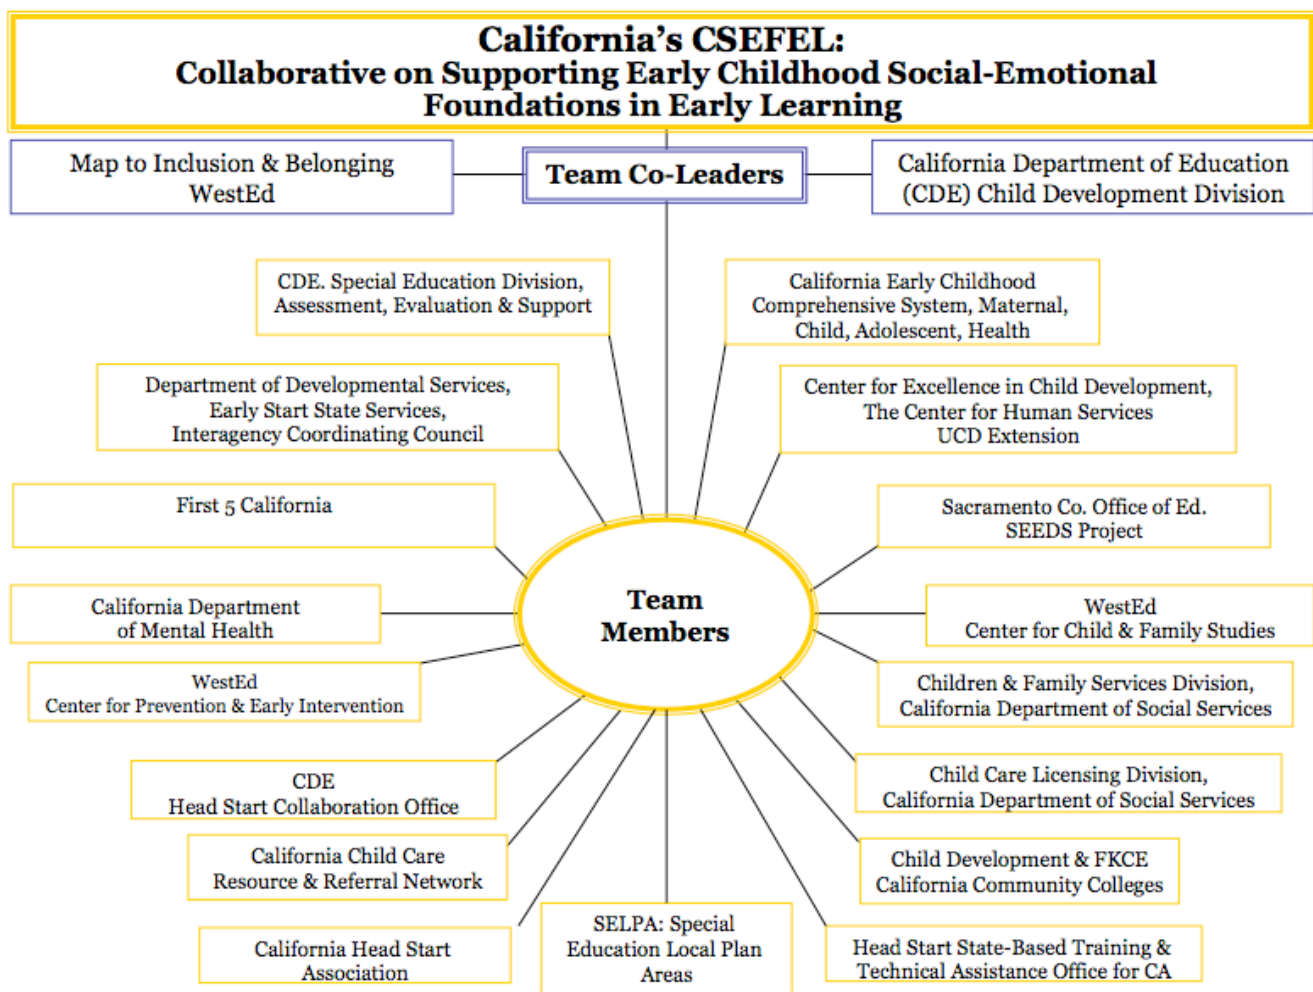 California’s CSEFEL:
Collaborative on Supporting Early Childhood Social-Emotional
Foundations in Early Learning
Map to Inclusion & Belonging
WestEd
Team Co-Leaders
California Department of Education
(CDE) Child Development Division
CDE. Special Education Division,
Assessment, Evaluation & Support
California Early Childhood
Comprehensive System, Maternal,
Child, Adolescent, Health
Department of Developmental Services,
Early Start State Services,
Interagency Coordinating Council
Center for Excellence in Child Development,
The Center for Human Services
UCD Extension
First 5 California
Sacramento Co. Office of Ed.
SEEDS Project
California Department
of Mental Health
Team
Members
WestEd
Center for Child & Family Studies
WestEd
Center for Prevention & Early Intervention
Children & Family Services Division,
California Department of Social Services
CDE
Head Start Collaboration Office
Child Care Licensing Division,
California Department of Social Services
California Child Care
Resource & Referral Network
Child Development & FKCE
California Community Colleges
California Head Start
Association
SELPA: Special
Education Local Plan
Areas
Head Start State-Based Training &
Technical Assistance Office for CA